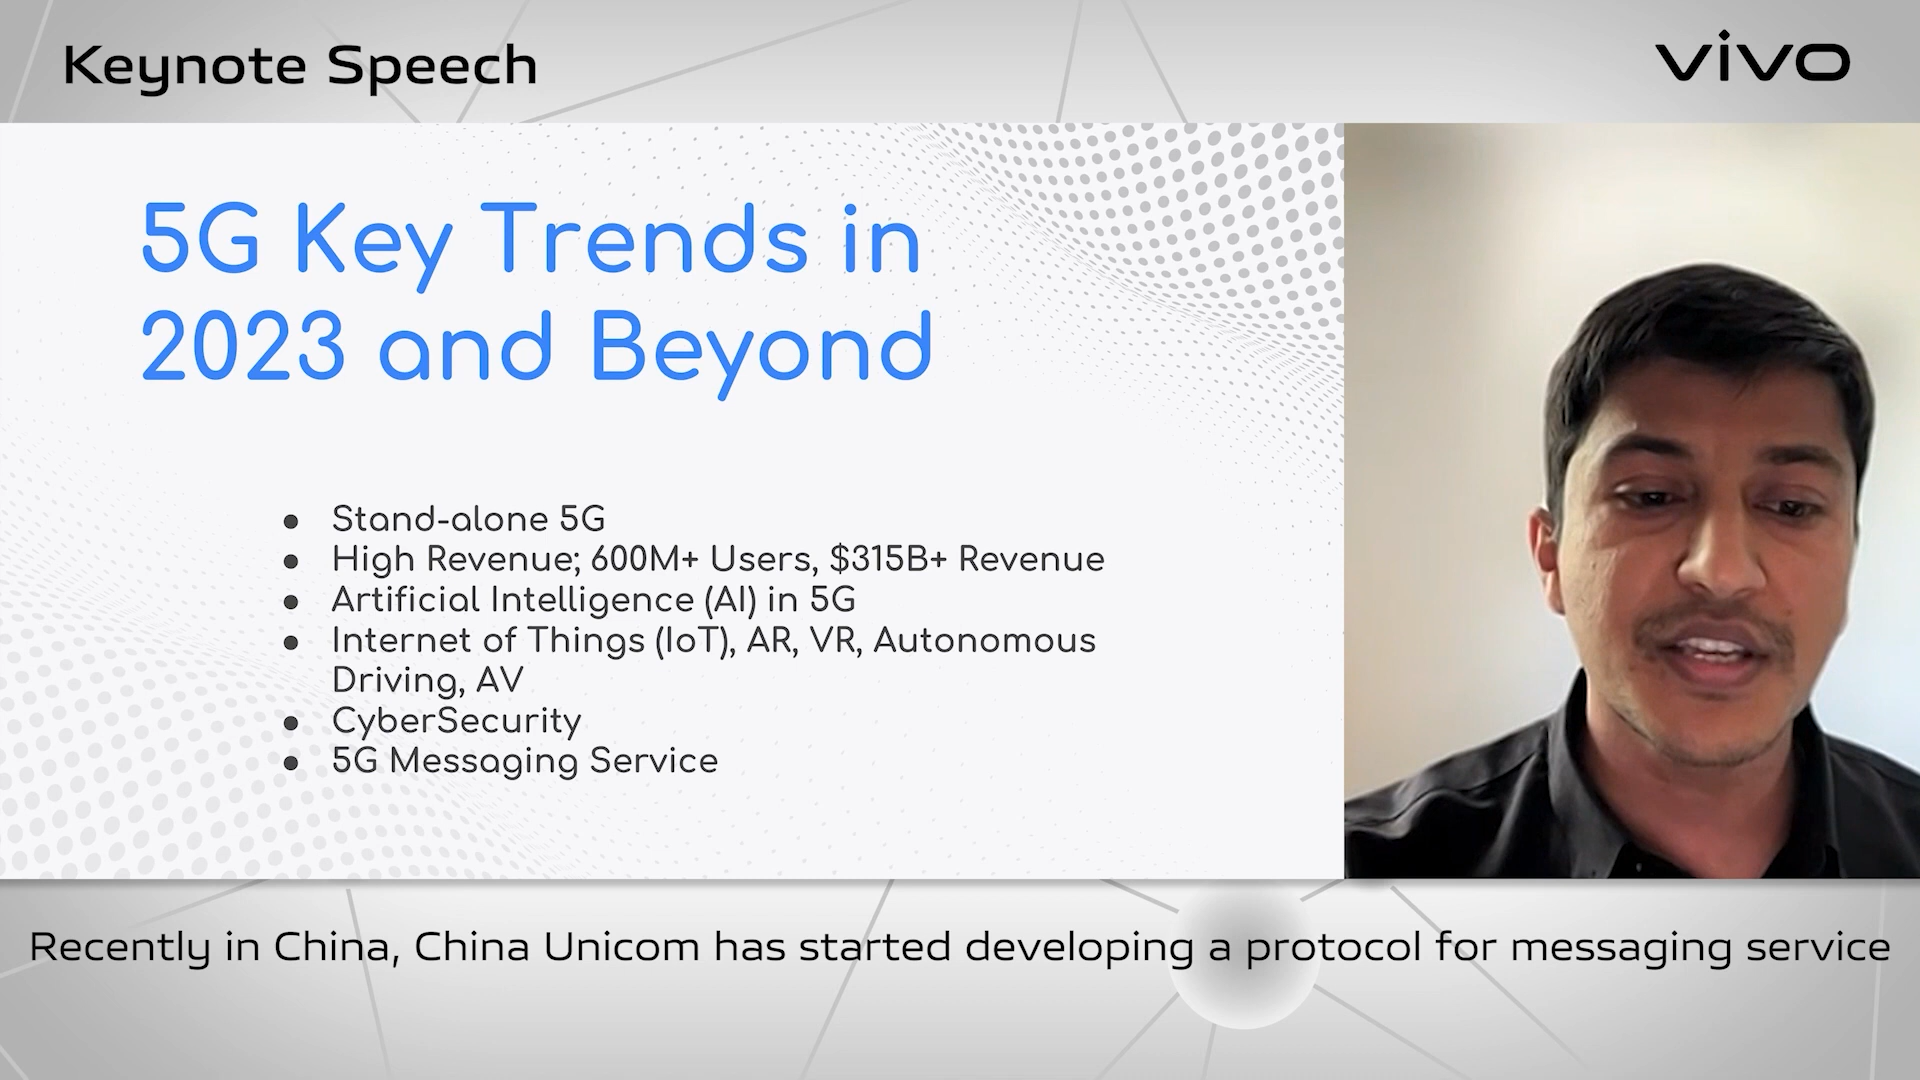 Keynote Speech
vivo
5G Key Trends in
2023 and Beyond
● Stand-alone 5G
● High Revenue; 600M+ Users, $315B+ Revenue
● Artificial Intelligence (AI) in 5G
● Internet of Things (IoT), AR, VR, Autonomous
Driving, AV
● CyberSecurity
● 5G Messaging Service
Recently in China, China Unicom has started developing a protocol for messaging service